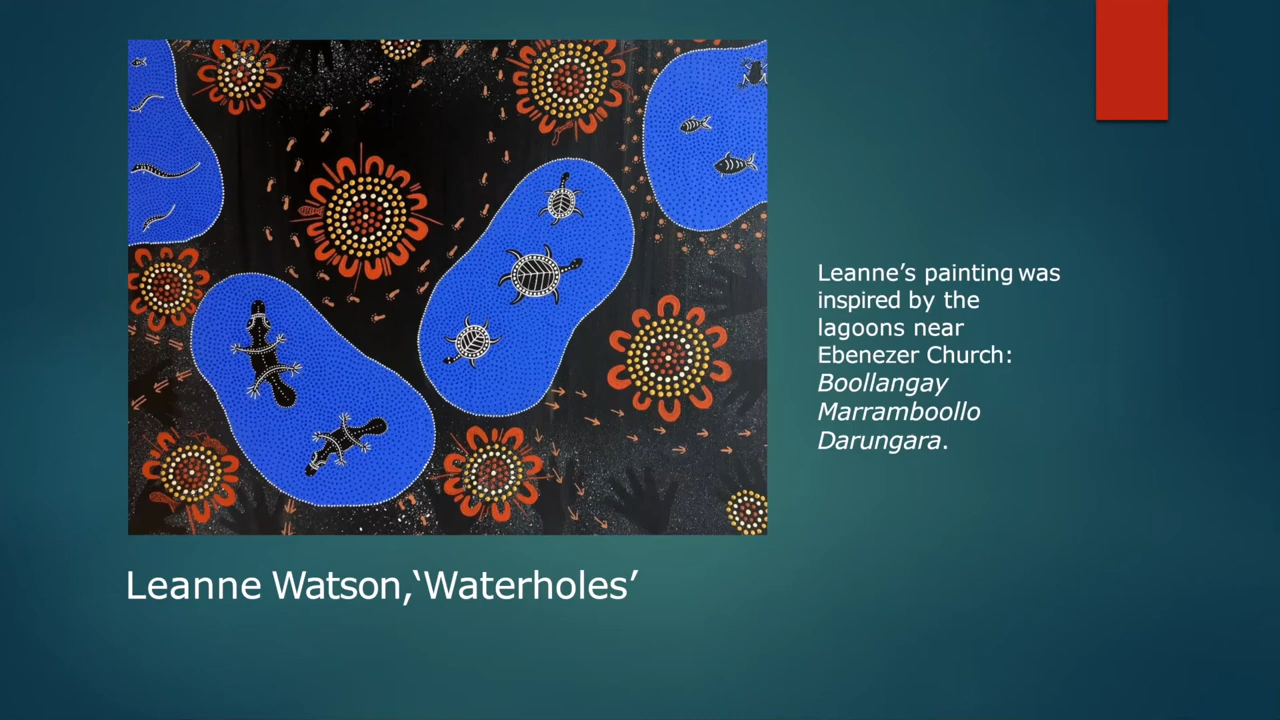 Leanne's painting was
inspired by the
lagoons near
Ebenezer Church:
Boollangay
Marramboollo
Darungara.
Leanne Watson,‘Waterholes’